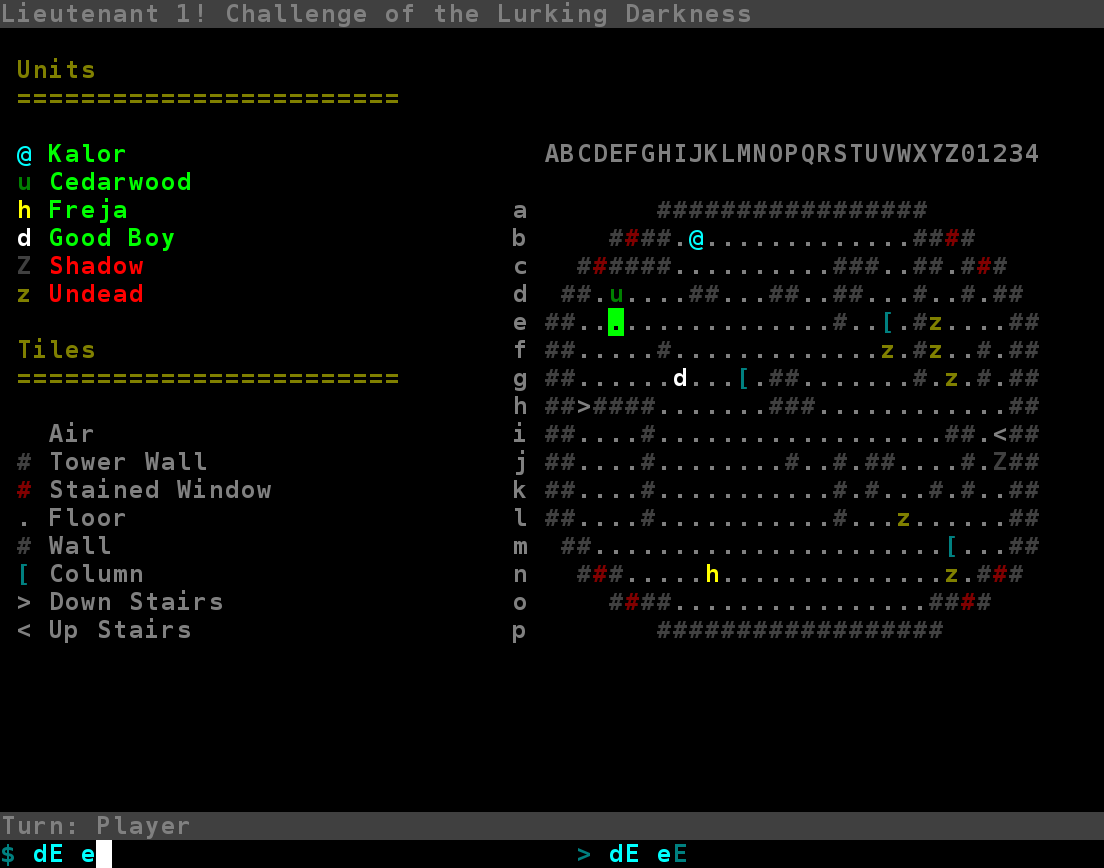 Lieutenant 1! Challenge of the Lurking Darkness
Units
========================
@ Kalor
u Cedarwood
h Freja
d Good Boy
Z Shadow
z Undead
Tiles
========================
  Air
# Tower Wall
# Stained Window
. Floor
# Wall
[ Column
> Down Stairs
< Up Stairs
  ABCDEFGHIJKLMNOPQRSTUVWXYZ01234
a        #################
b     ####.@.............####
c   ######..........###..##.###
d  ##.u....##...##..##...#..#.##
e ##................#..[.#z....##
f ##.....#.............z.#z..#.##
g ##......d...[.##.......#.z.#.##
h ##>####.......###............##
i ##....#..................##.<##
j ##....#........#..#.##....#.Z##
k ##....#...........#.#...#.#..##
l ##....#...........#...z......##
m  ##......................[...##
n   ###.....h..............z.###
o     ####................####
p        ##################
Turn: Player
$ dE e
> dE eE